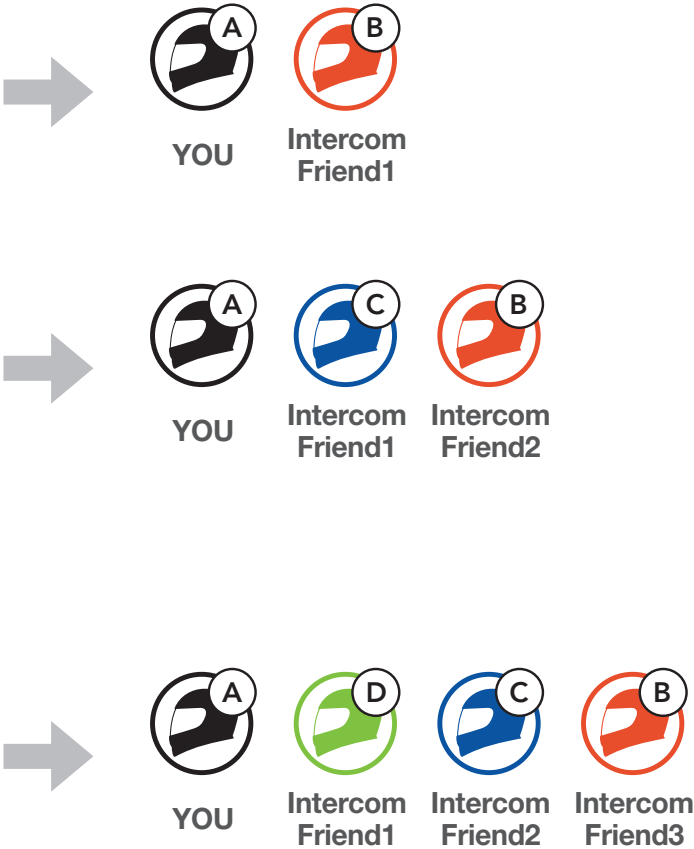 A
B
YOU
Intercom
Friend1
A
C
B
YOU
Intercom
Friend1
Intercom
Friend2
A
D
C
B
YOU
Intercom
Friend1
Intercom
Friend2
Intercom
Friend3